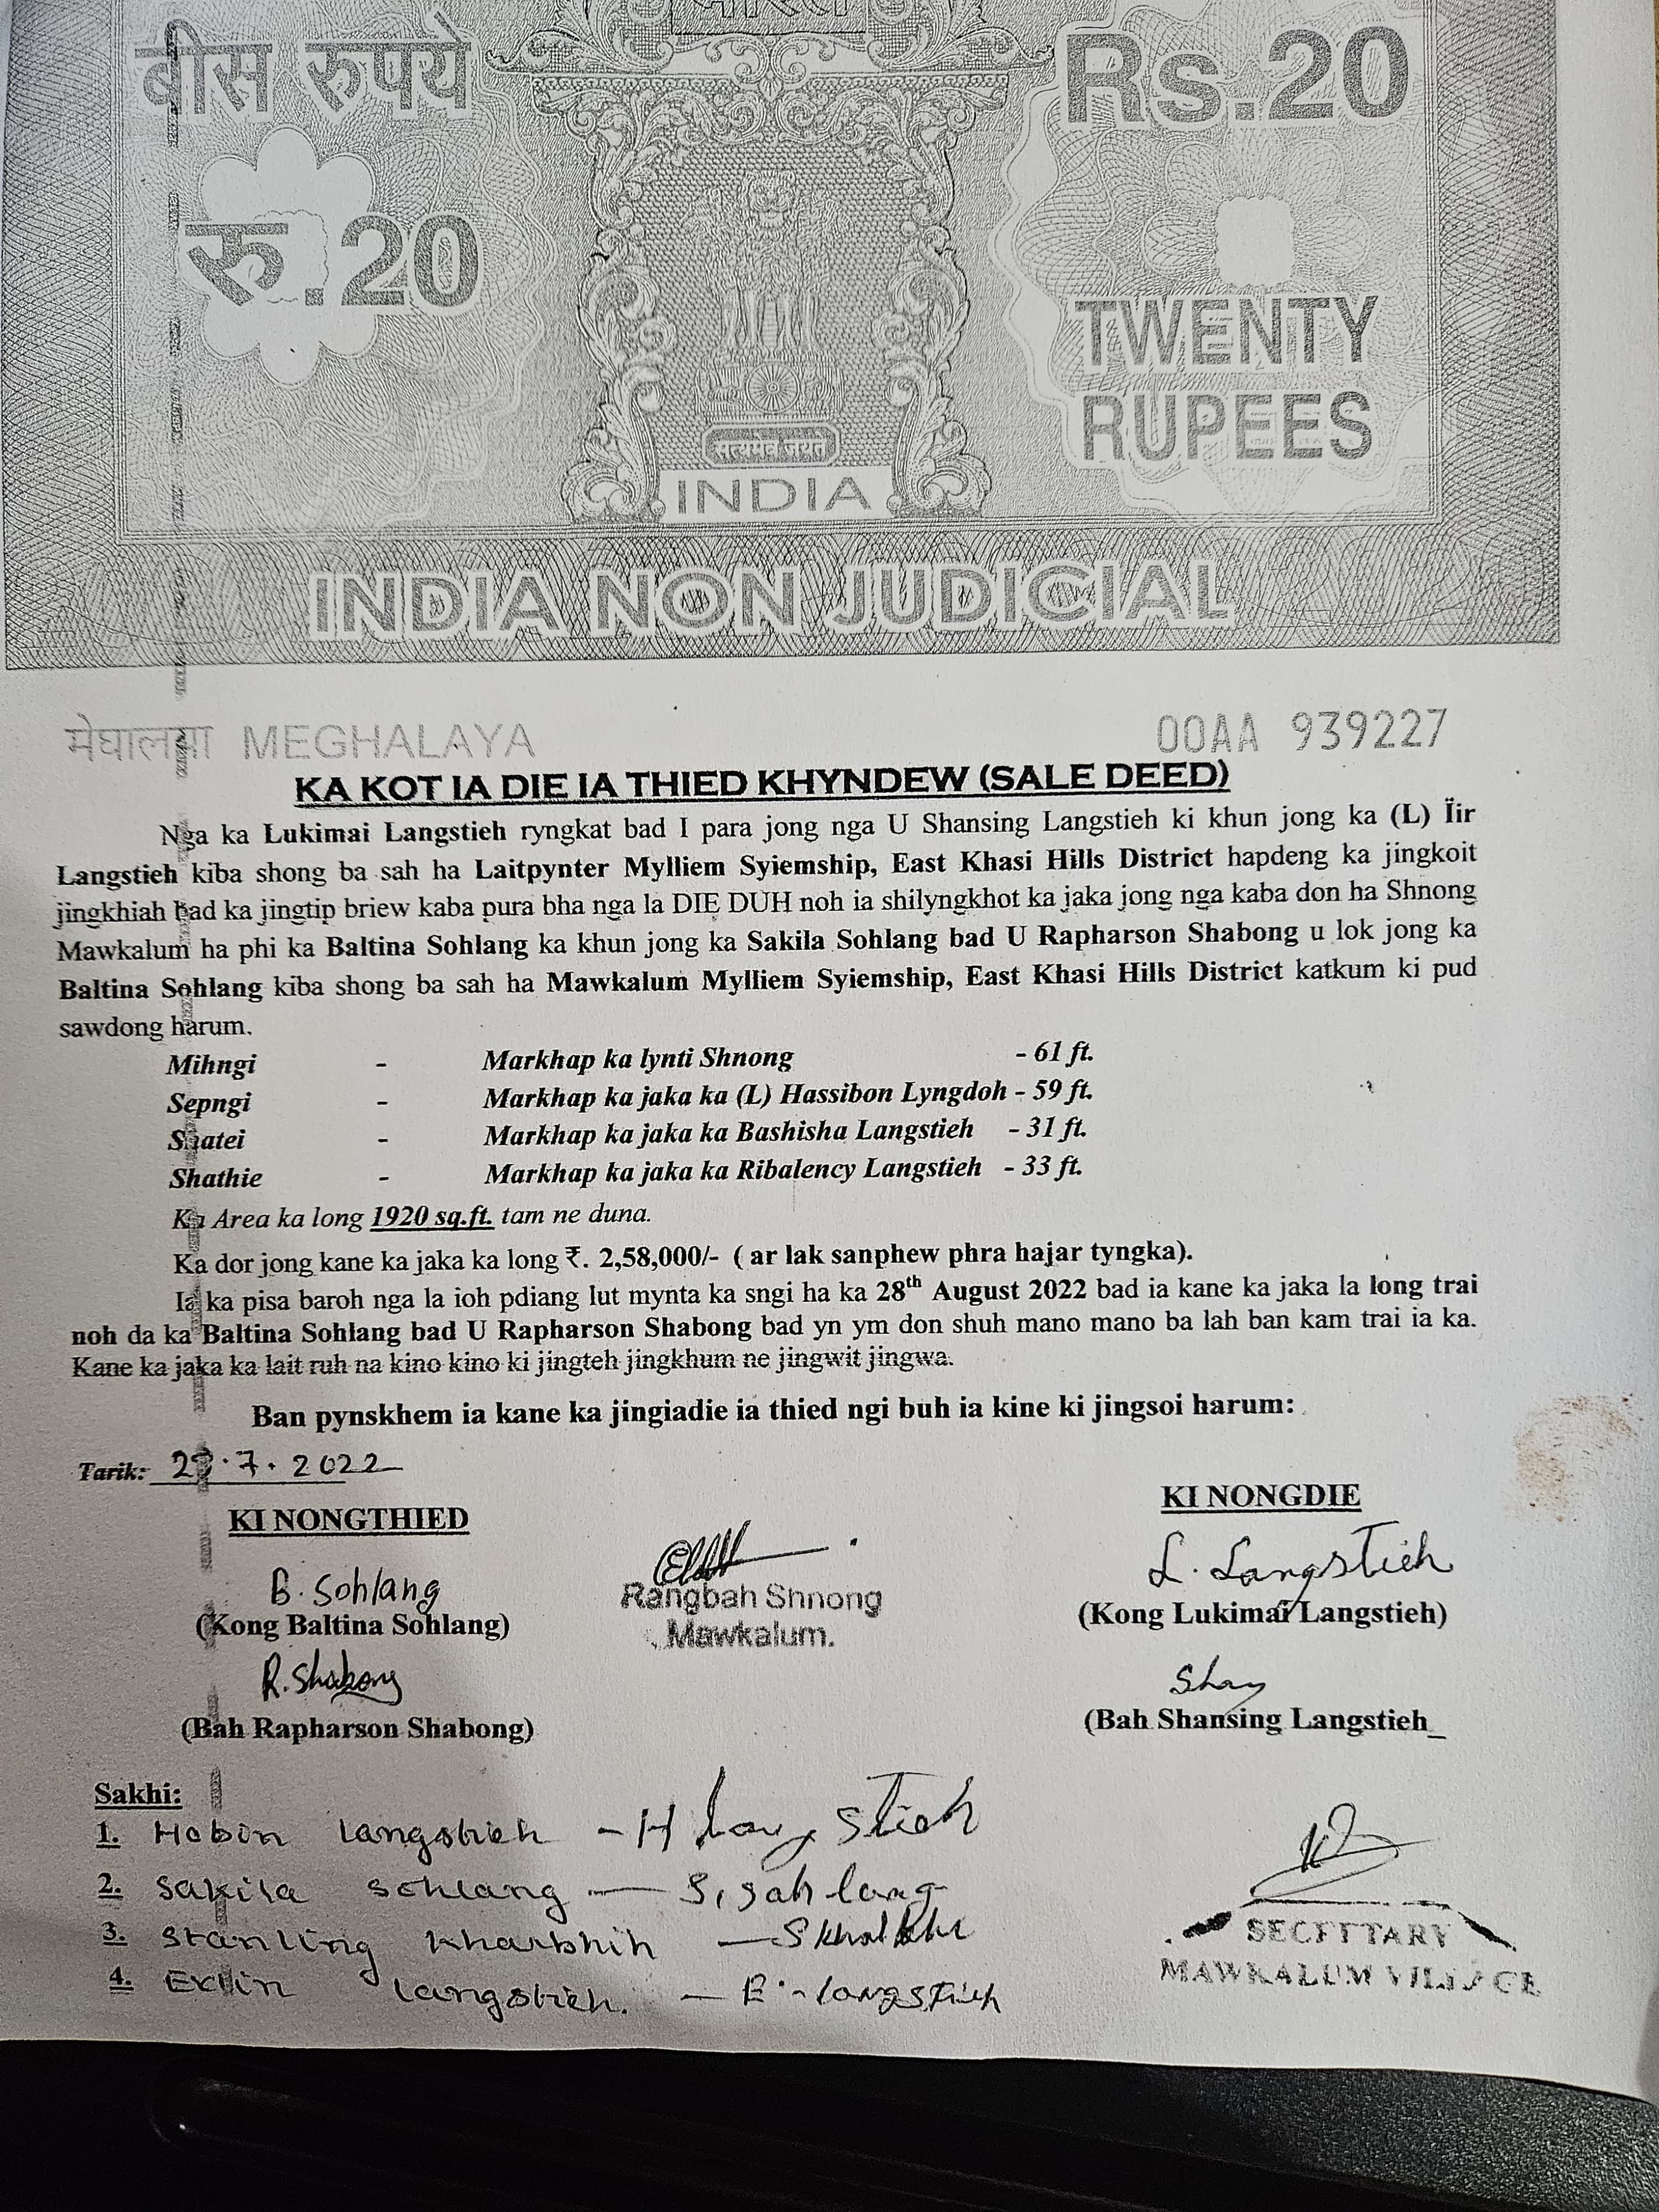 भारत
बीस रुपये Rs.20
रु.20
TWENTY
RUPEES
सत्यमेव जयते
INDIA
INDIA NON JUDICIAL
मेघालया MEGHALAYA 00AA 939227
KA KOT IA DIE IA THIED KHYNDEW (SALE DEED)
Nga ka Lukimai Langstieh ryngkat bad I para jong nga U Shansing Langstieh ki khun jong ka (L) Ïir
Langstieh kiba shong ba sah ha Laitpynter Mylliem Syiemship, East Khasi Hills District hapdeng ka jingkoit
jingkhiah bad ka jingtip briew kaba pura bha nga la DIE DUH noh ia shilyngkhot ka jaka jong nga kaba don ha Shnong
Mawkalum ha phi ka Baltina Sohlang ka khun jong ka Sakila Sohlang bad U Rapharson Shabong u lok jong ka
Baltina Sohlang kiba shong ba sah ha Mawkalum Mylliem Syiemship, East Khasi Hills District katkum ki pud
sawdong harum.
Mihngi - Markhap ka lynti Shnong - 61 ft.
Sepngi - Markhap ka jaka ka (L) Hassibon Lyngdoh - 59 ft.
Shatei - Markhap ka jaka ka Bashisha Langstieh - 31 ft.
Shathie - Markhap ka jaka ka Ribalency Langstieh - 33 ft.
Ka Area ka long 1920 sq.ft. tam ne duna.
Ka dor jong kane ka jaka ka long ₹. 2,58,000/- ( ar lak sanphew phra hajar tyngka).
Ia ka pisa baroh nga la ioh pdiang lut mynta ka sngi ha ka 28th August 2022 bad ia kane ka jaka la long trai
noh da ka Baltina Sohlang bad U Rapharson Shabong bad yn ym don shuh mano mano ba lah ban kam trai ia ka.
Kane ka jaka ka lait ruh na kino kino ki jingteh jingkhum ne jingwit jingwa.
Ban pynskhem ia kane ka jingiadie ia thied ngi buh ia kine ki jingsoi harum:
Tarik: 28.7.2022
KI NONGTHIED KI NONGDIE
B. Sohlang L. Langstieh
(Kong Baltina Sohlang) Rangbah Shnong (Kong Lukimai Langstieh)
Mawkalum.
R. Shabong Shay
(Bah Rapharson Shabong) (Bah Shansing Langstieh_
Sakhi:
1. Hobin Langstieh - H Langstieh
2. Sakila Sohlang — S, Sohlang
3. Stanling Kharbhih —
4. Exlin Langstieh. — E. Langstieh
SECRETARY
MAWKALUM VILLAGE